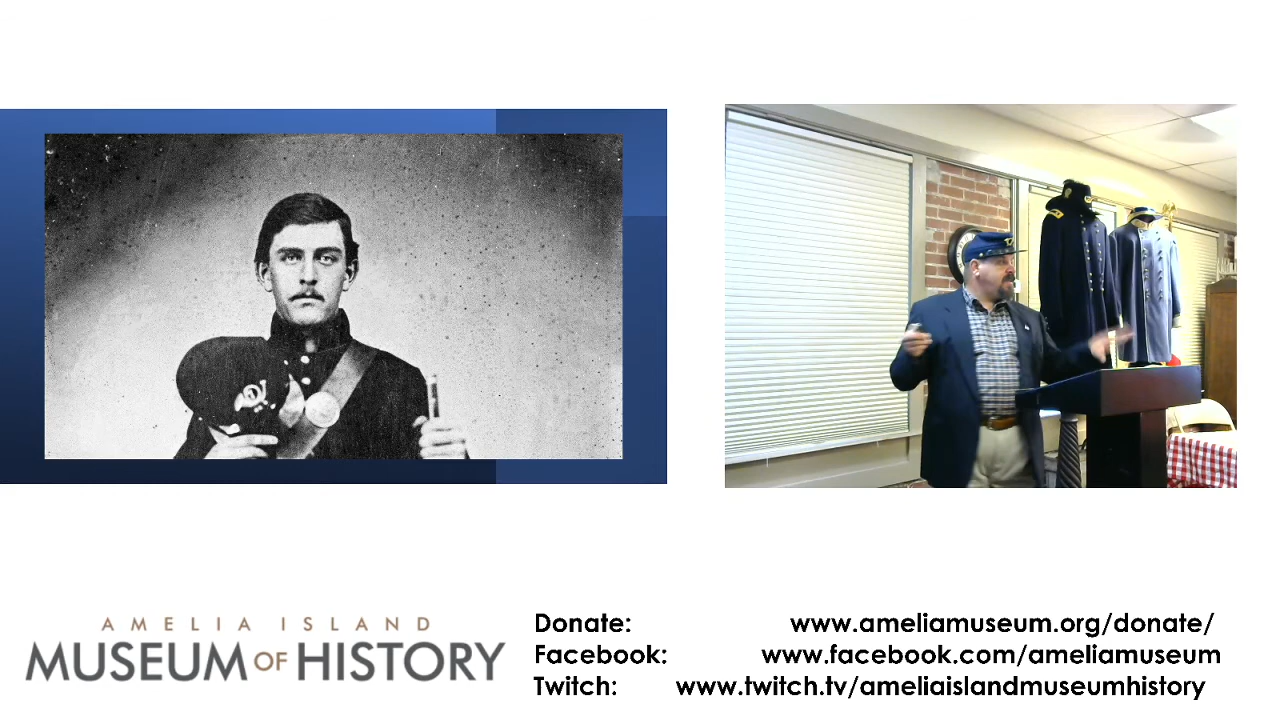 AMELIA ISLAND
MUSEUM OF HISTORY
Donate: www.ameliamuseum.org/donate/
Facebook: www.facebook.com/ameliamuseum
Twitch: www.twitch.tv/ameliaislandmuseumhistory